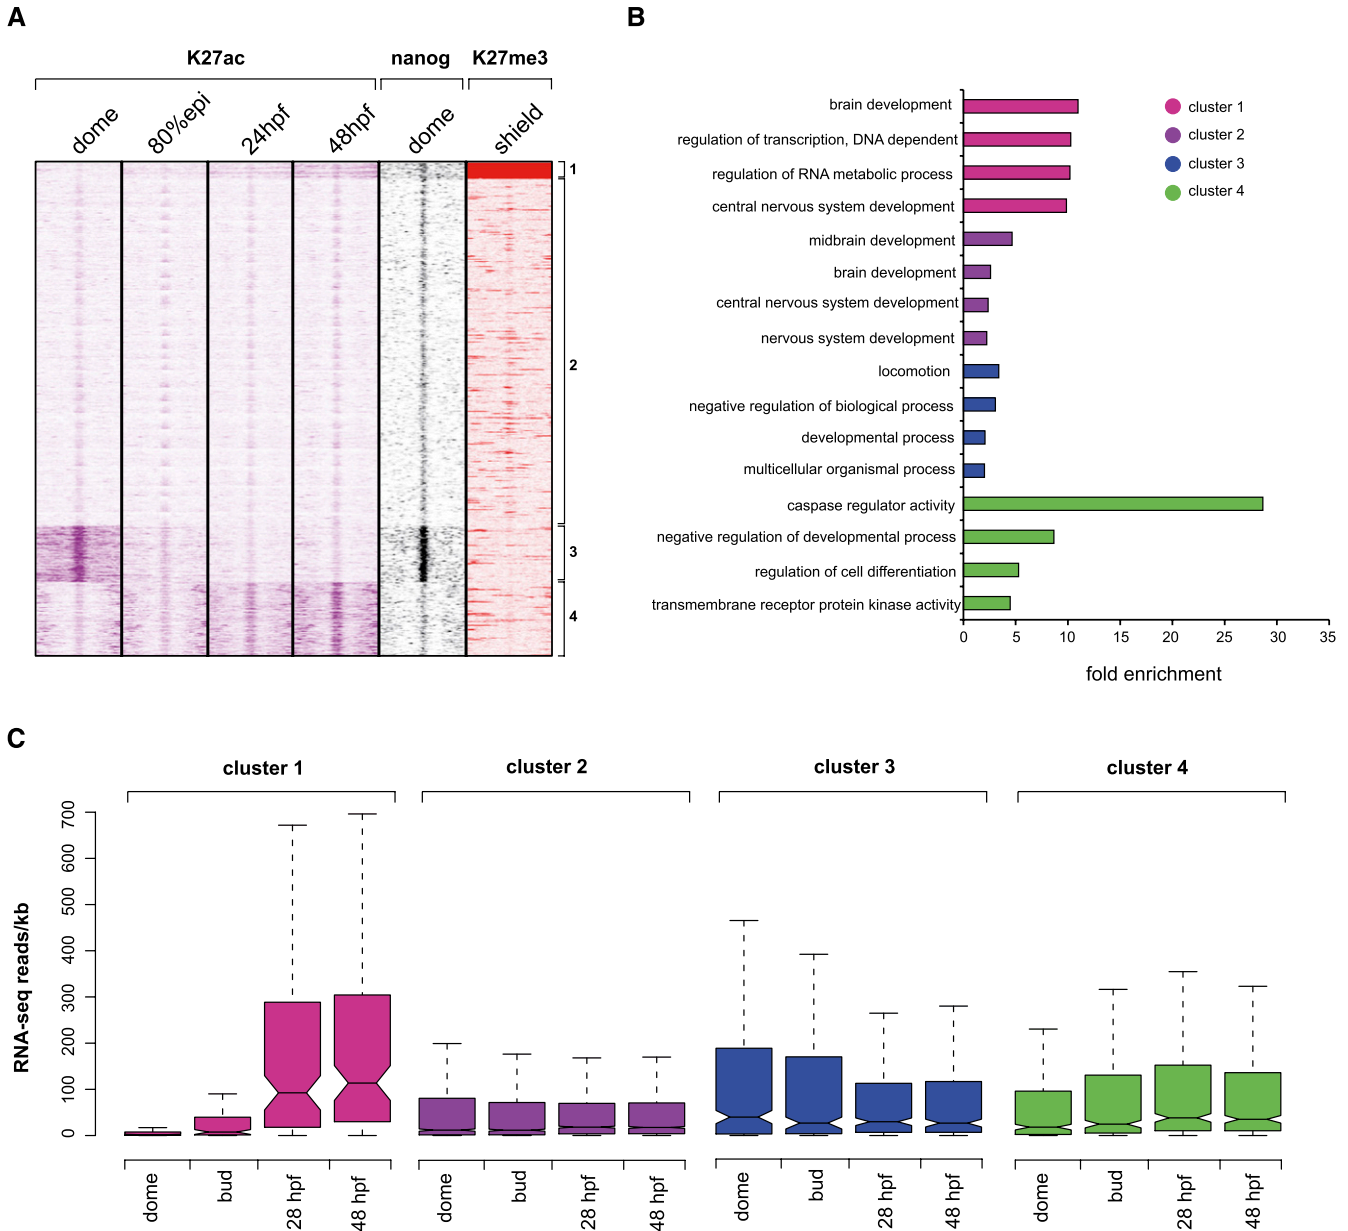 A
K27ac nanog K27me3
dome 80%epi 24hpf 48hpf dome shield
1
2
3
4
B
brain development
regulation of transcription, DNA dependent
regulation of RNA metabolic process
central nervous system development
midbrain development
brain development
central nervous system development
nervous system development
locomotion
negative regulation of biological process
developmental process
multicellular organismal process
caspase regulator activity
negative regulation of developmental process
regulation of cell differentiation
transmembrane receptor protein kinase activity
0 5 10 15 20 25 30 35
fold enrichment
cluster 1
cluster 2
cluster 3
cluster 4
C
cluster 1 cluster 2 cluster 3 cluster 4
RNA-seq reads/kb
700
600
500
400
300
200
100
0
dome bud 28 hpf 48 hpf dome bud 28 hpf 48 hpf dome bud 28 hpf 48 hpf dome bud 28 hpf 48 hpf